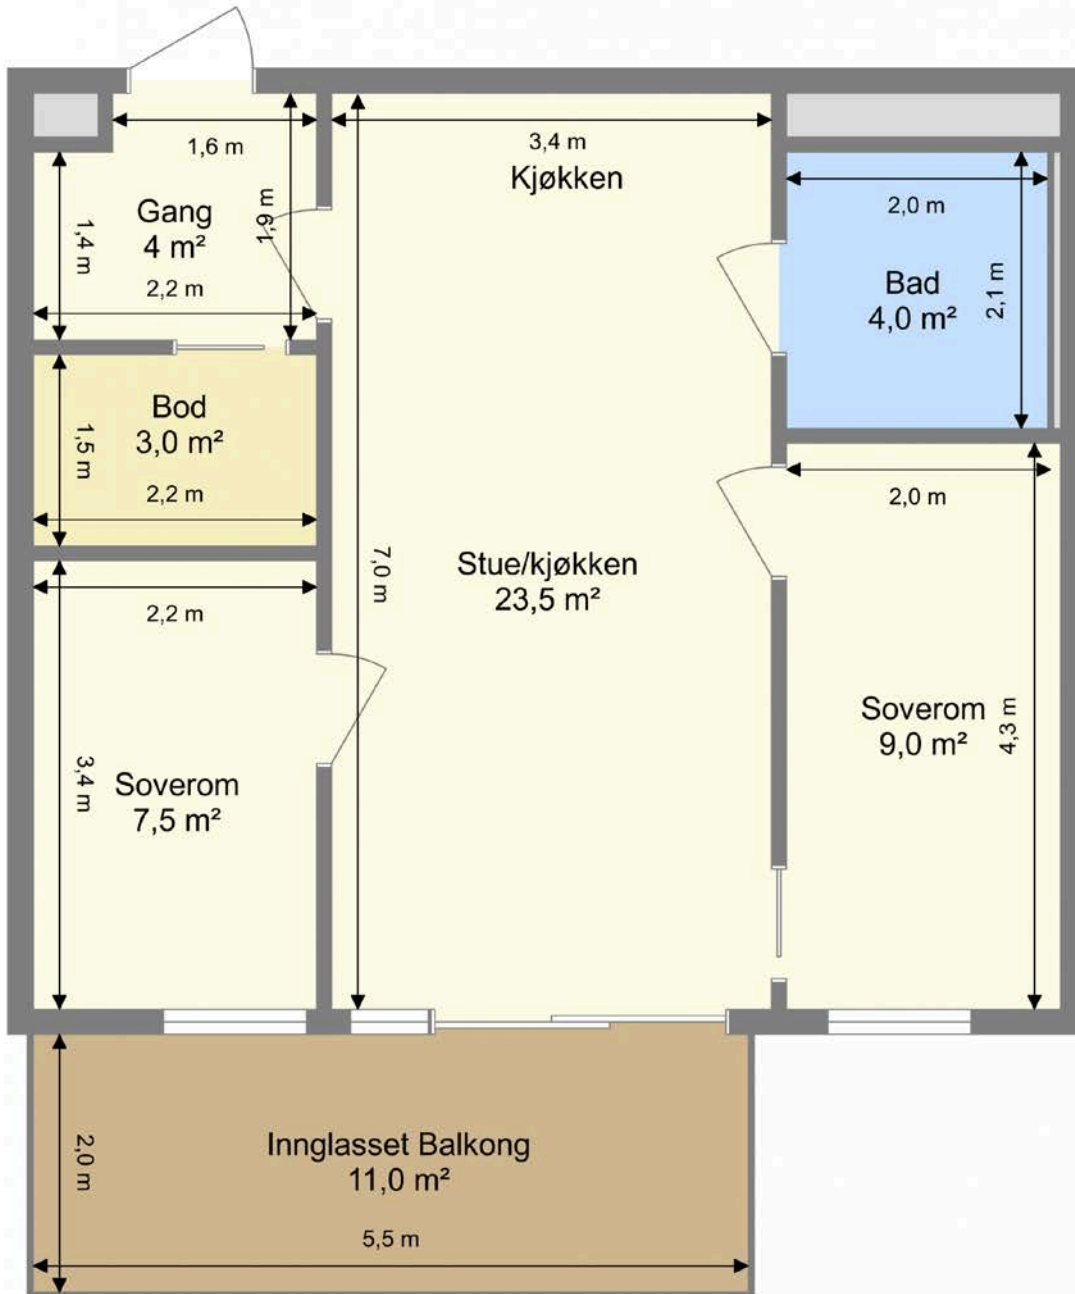 1,6 m
3,4 m
Kjøkken
2,0 m
1,4 m
Gang
4 m²
1,9 m
2,2 m
Bad
4,0 m²
2,1 m
Bod
3,0 m²
1,5 m
2,2 m
2,0 m
7,0 m
Stue/kjøkken
23,5 m²
2,2 m
Soverom
9,0 m²
4,3 m
3,4 m
Soverom
7,5 m²
2,0 m
Innglasset Balkong
11,0 m²
5,5 m